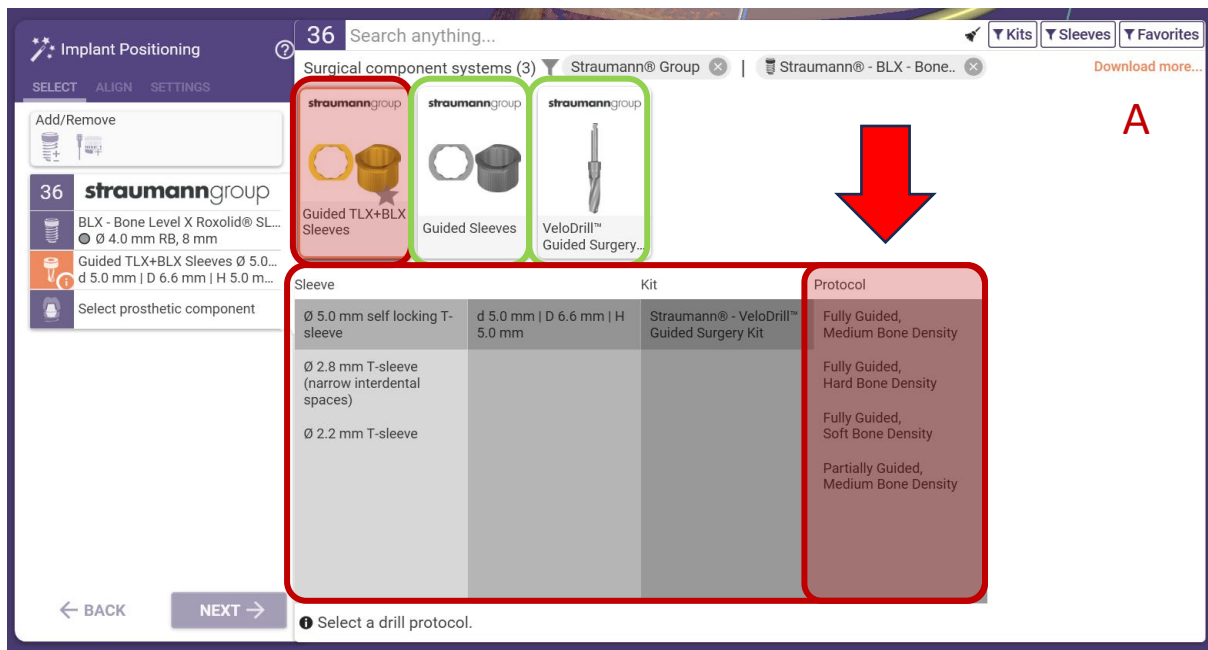 Implant Positioning
SELECT ALIGN SETTINGS
Add/Remove
36 straumanngroup
BLX - Bone Level X Roxolid® SL...
Ø 4.0 mm RB, 8 mm
Guided TLX+BLX Sleeves Ø 5.0...
d 5.0 mm | D 6.6 mm | H 5.0 m...
Select prosthetic component
BACK NEXT
36 Search anything...
Kits Sleeves Favorites
Surgical component systems (3) Straumann® Group | Straumann® - BLX - Bone..
Download more...
A
straumanngroup
Guided TLX+BLX
Sleeves
straumanngroup
Guided Sleeves
straumanngroup
VeloDrill™
Guided Surgery...
Sleeve Kit Protocol
Ø 5.0 mm self locking T-
sleeve
d 5.0 mm | D 6.6 mm | H
5.0 mm
Straumann® - VeloDrill™
Guided Surgery Kit
Fully Guided,
Medium Bone Density
Ø 2.8 mm T-sleeve
(narrow interdental
spaces)
Ø 2.2 mm T-sleeve
Fully Guided,
Hard Bone Density
Fully Guided,
Soft Bone Density
Partially Guided,
Medium Bone Density
Select a drill protocol.